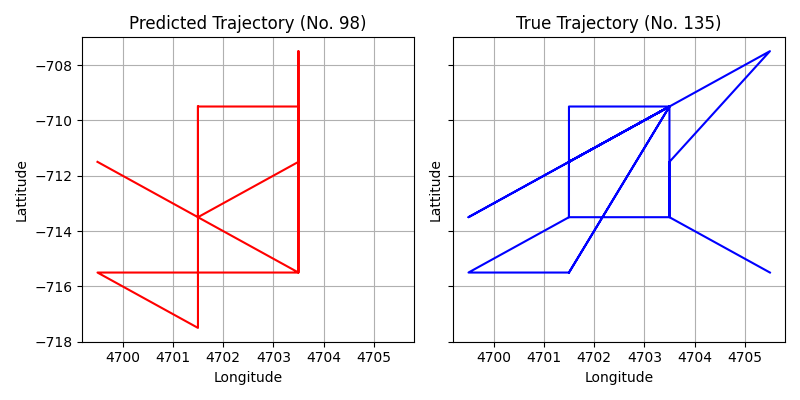 Predicted Trajectory (No. 98)
True Trajectory (No. 135)
−708
−710
−712
−714
−716
−718
Lattitude
Lattitude
4700 4701 4702 4703 4704 4705
4700 4701 4702 4703 4704 4705
Longitude
Longitude